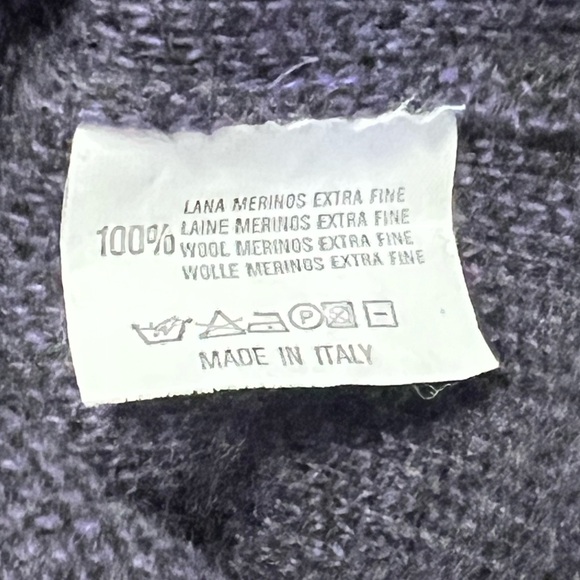 100%
LANA MERINOS EXTRA FINE
LAINE MERINOS EXTRA FINE
WOOL MERINOS EXTRA FINE
WOLLE MERINOS EXTRA FINE
P
MADE IN ITALY